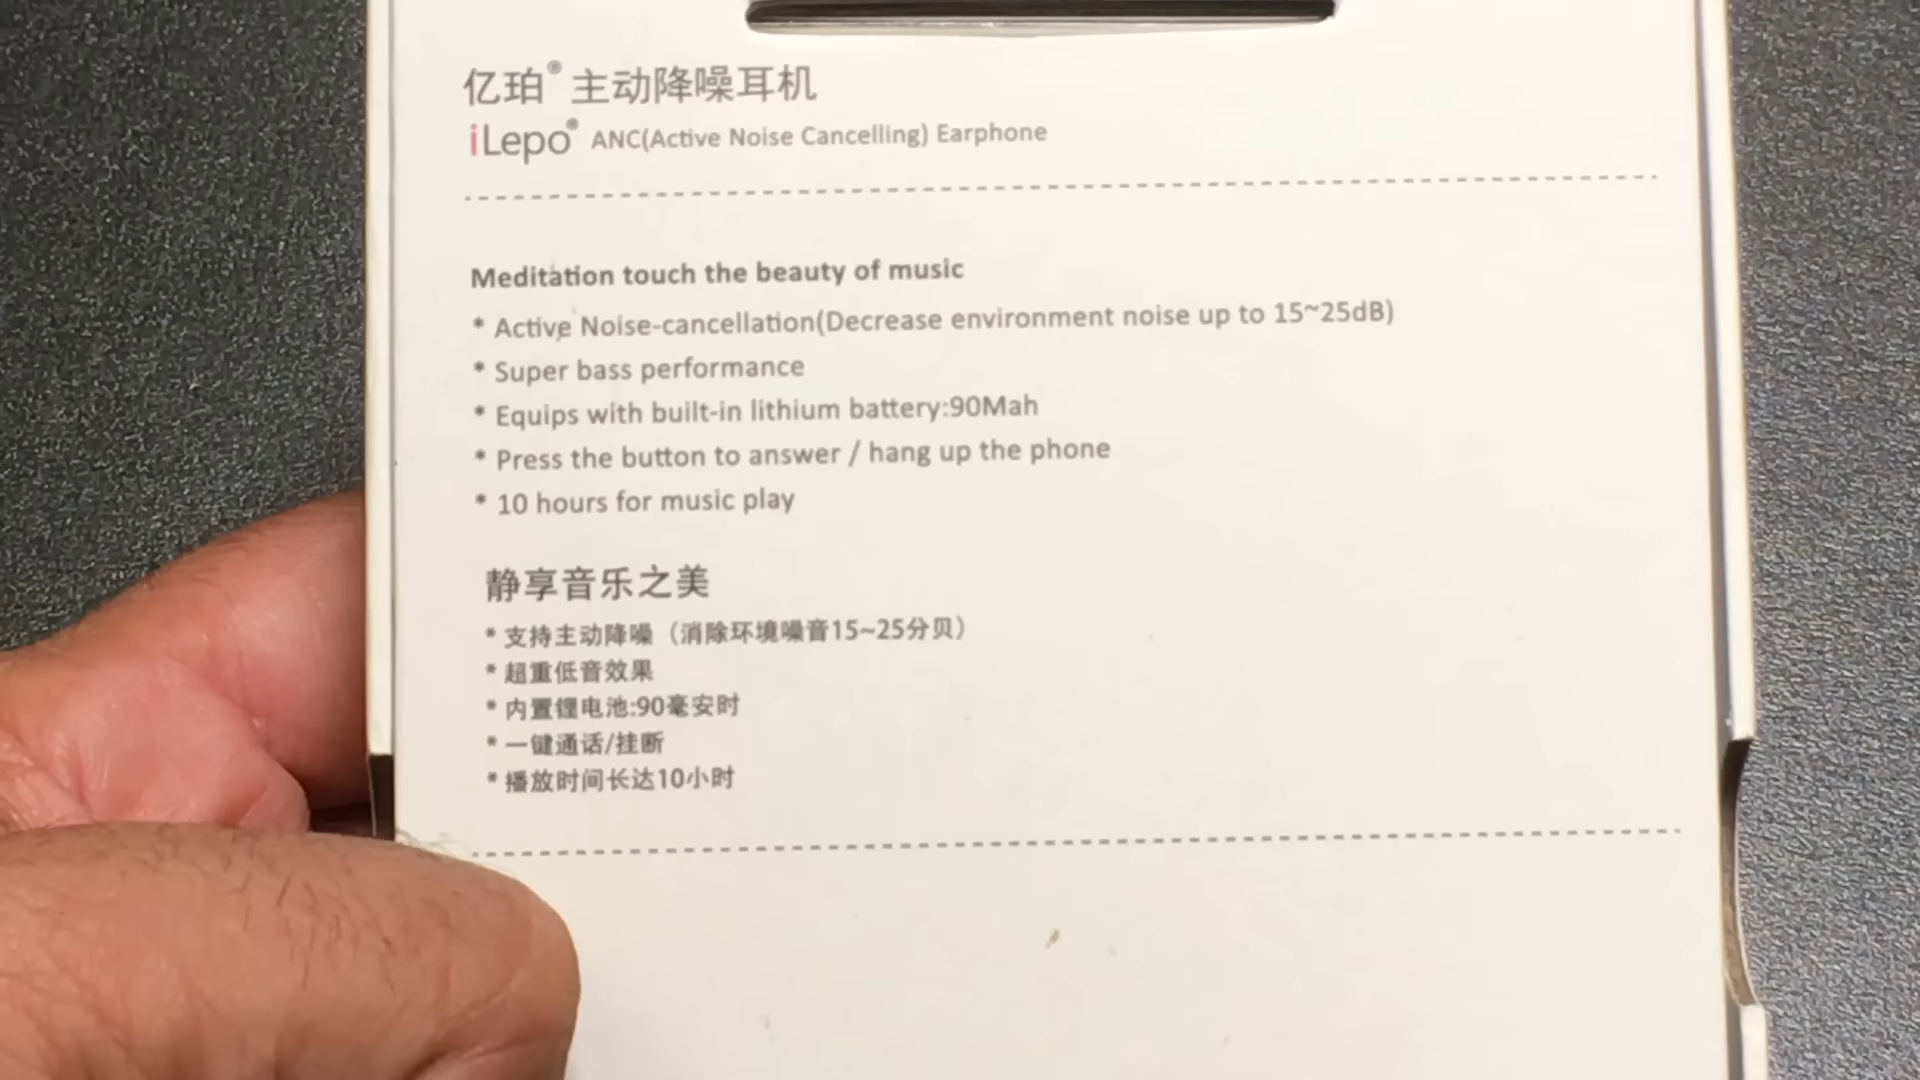 亿珀® 主动降噪耳机
iLepo® ANC(Active Noise Cancelling) Earphone
Meditation touch the beauty of music
* Active Noise-cancellation(Decrease environment noise up to 15~25dB)
* Super bass performance
* Equips with built-in lithium battery:90Mah
* Press the button to answer / hang up the phone
* 10 hours for music play
静享音乐之美
* 支持主动降噪（消除环境噪音15~25分贝）
* 超重低音效果
* 内置锂电池:90毫安时
* 一键通话/挂断
* 播放时间长达10小时